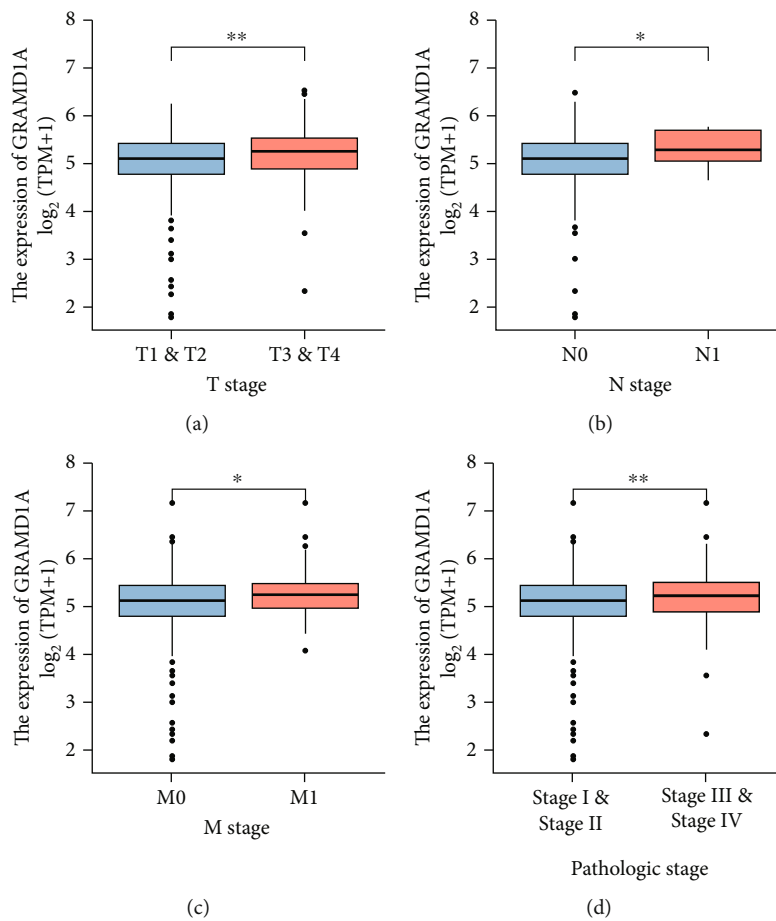 The expression of GRAMD1A
log₂ (TPM+1)
8
7
6
5
4
3
2
**
T1 & T2
T3 & T4
T stage
(a)
The expression of GRAMD1A
log₂ (TPM+1)
8
7
6
5
4
3
2
*
N0
N1
N stage
(b)
The expression of GRAMD1A
log₂ (TPM+1)
8
7
6
5
4
3
2
*
M0
M1
M stage
(c)
The expression of GRAMD1A
log₂ (TPM+1)
8
7
6
5
4
3
2
**
Stage I &
Stage II
Stage III &
Stage IV
Pathologic stage
(d)